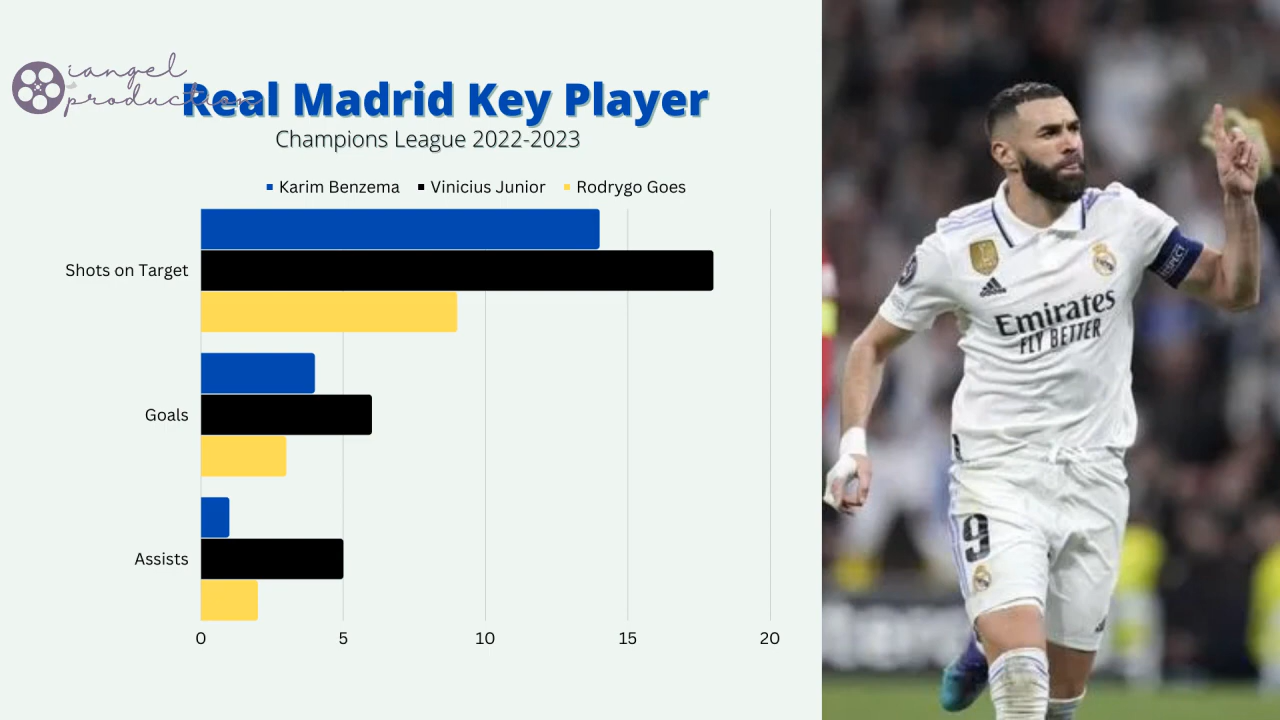 iangel
production
Real Madrid Key Player
Champions League 2022-2023
Karim Benzema Vinicius Junior Rodrygo Goes
Shots on Target
Goals
Assists
0 5 10 15 20
RESPECT
Emirates
FLY BETTER
9